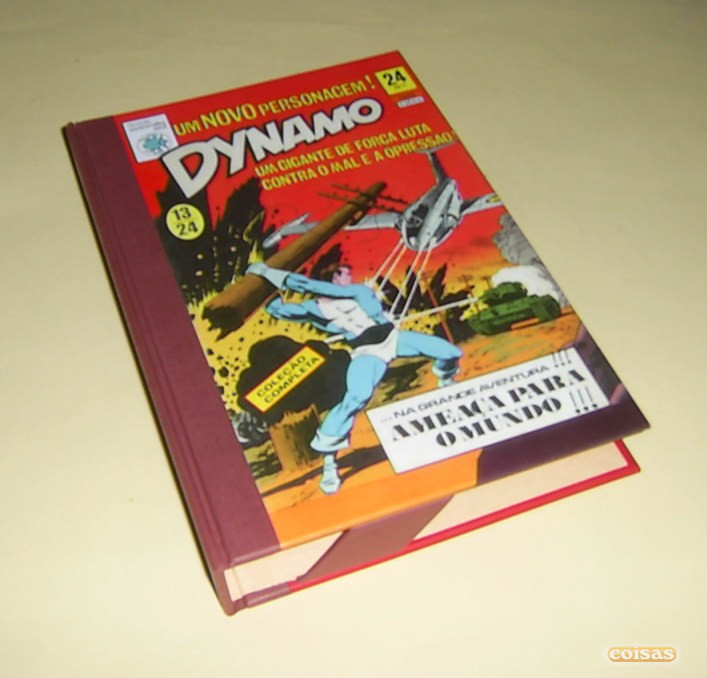 UM NOVO PERSONAGEM!
24
DYNAMO
UM GIGANTE DE FORÇA LUTA
CONTRA O MAL E A OPRESSÃO!
13
24
COLEÇÃO
COMPLETA
...NA GRANDE AVENTURA!!!
AMEAÇA PARA
O MUNDO!!!
coisas